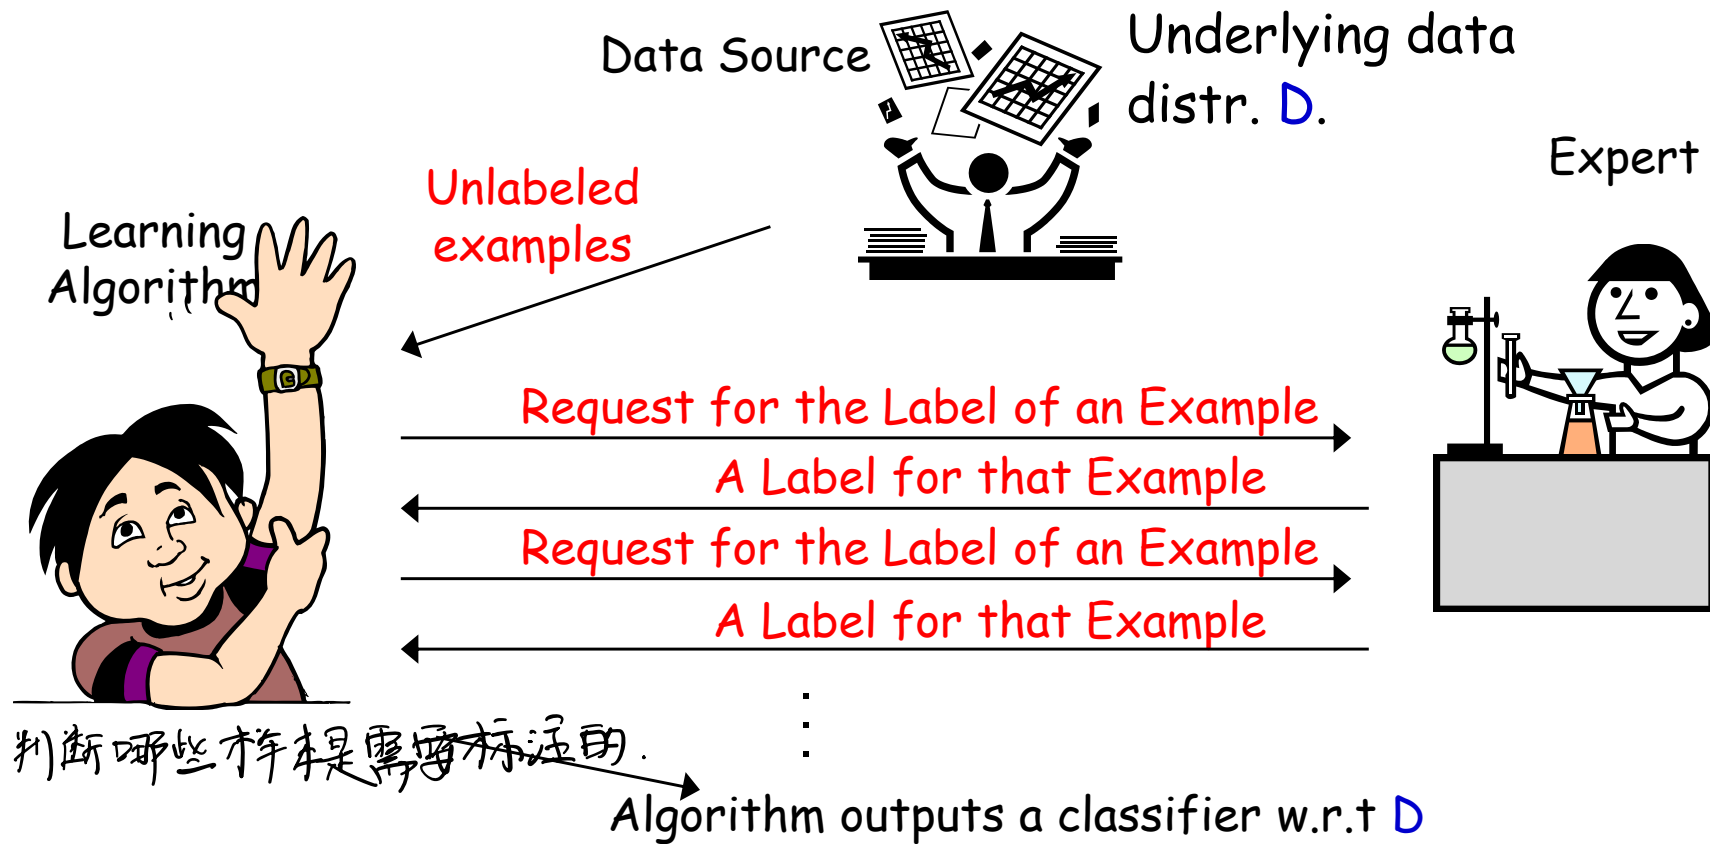 Data Source
Underlying data
distr. D.
Expert
Unlabeled
examples
Learning
Algorithm
Request for the Label of an Example
A Label for that Example
Request for the Label of an Example
A Label for that Example
判断哪些样本是需要标注的.
Algorithm outputs a classifier w.r.t D